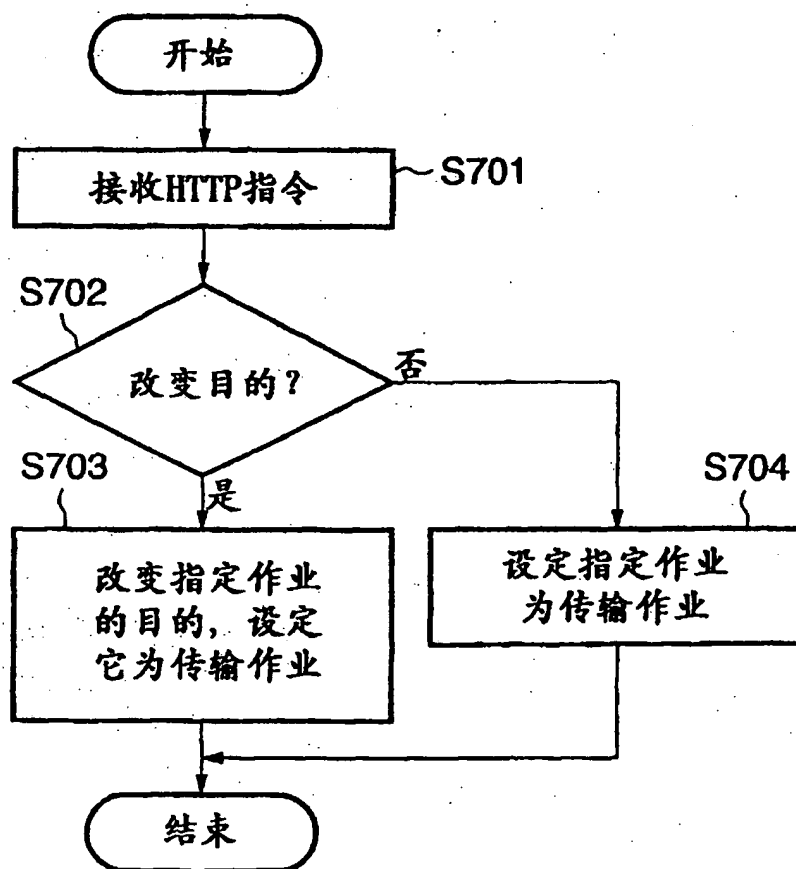 开始
接收HTTP指令
S701
S702
改变目的？
否
S703
是
S704
改变指定作业
的目的，设定
它为传输作业
设定指定作业
为传输作业
结束